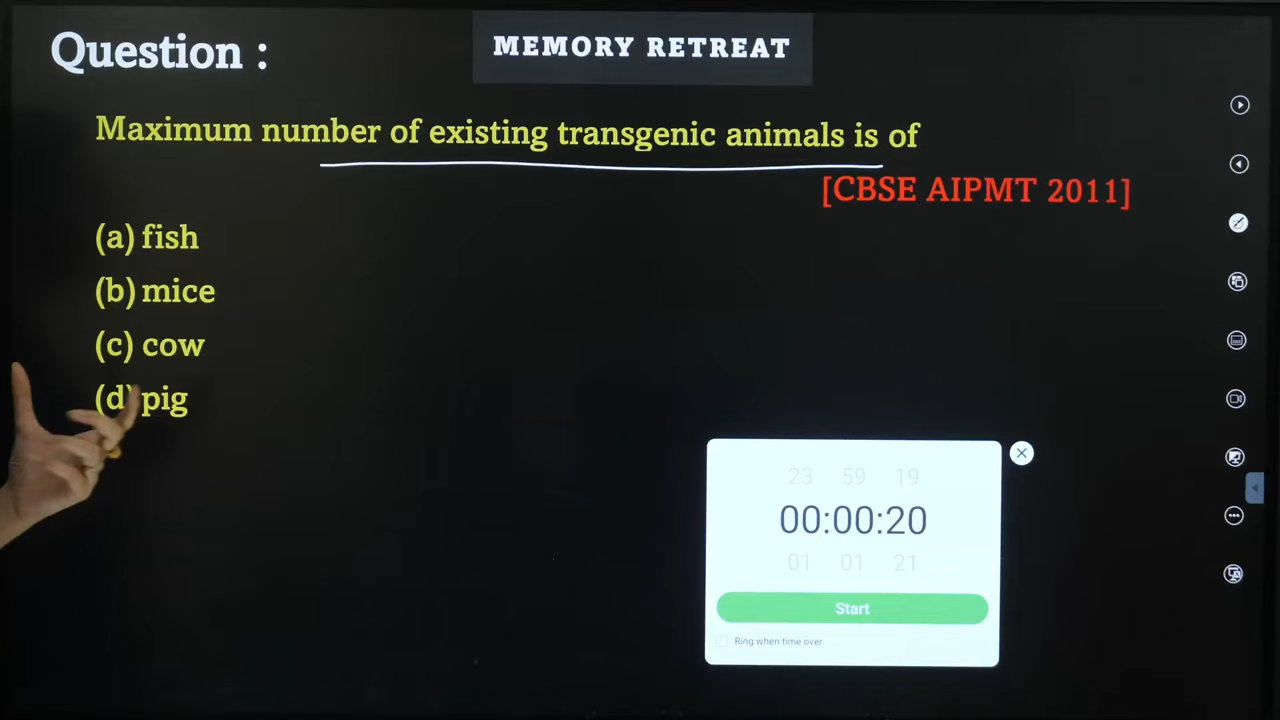 Question :
MEMORY RETREAT
Maximum number of existing transgenic animals is of
[CBSE AIPMT 2011]
(a) fish
(b) mice
(c) cow
(d) pig
23 59 19
00:00:20
01 01 21
Start
Ring when time over